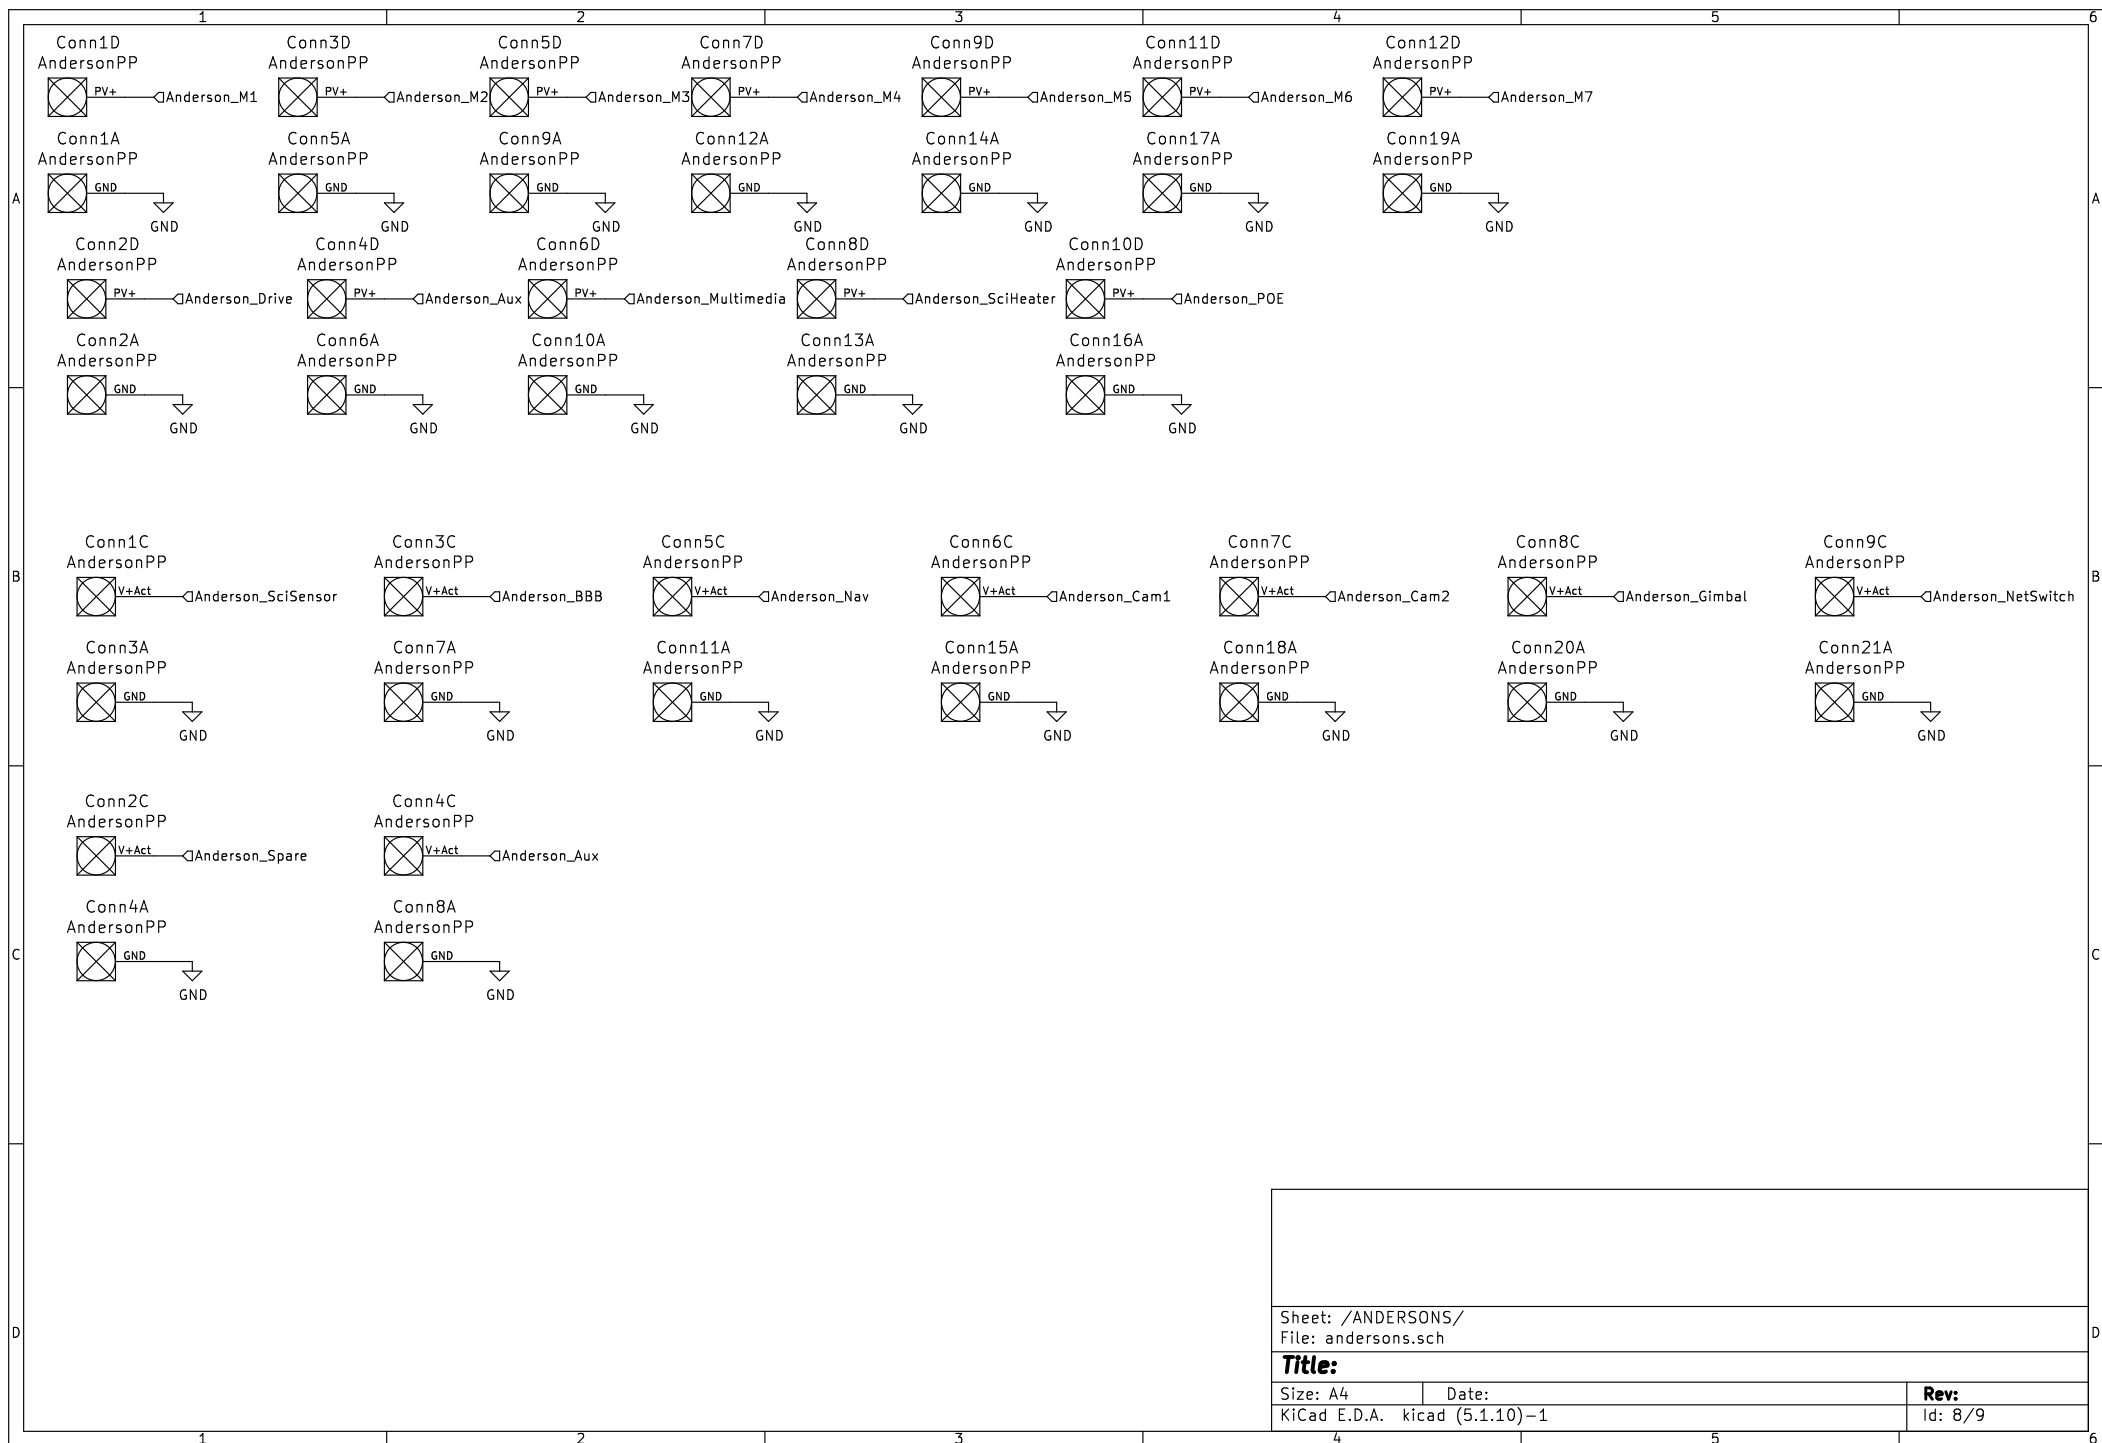 1 2 3 4 5 6
Conn1D Conn3D Conn5D Conn7D Conn9D Conn11D Conn12D
AndersonPP AndersonPP AndersonPP AndersonPP AndersonPP AndersonPP AndersonPP
PV+ Anderson_M1 PV+ Anderson_M2 PV+ Anderson_M3 PV+ Anderson_M4 PV+ Anderson_M5 PV+ Anderson_M6 PV+ Anderson_M7
Conn1A Conn5A Conn9A Conn12A Conn14A Conn17A Conn19A
AndersonPP AndersonPP AndersonPP AndersonPP AndersonPP AndersonPP AndersonPP
GND GND GND GND GND GND GND
A A
GND GND GND GND GND GND GND
Conn2D Conn4D Conn6D Conn8D Conn10D
AndersonPP AndersonPP AndersonPP AndersonPP AndersonPP
PV+ Anderson_Drive PV+ Anderson_Aux PV+ Anderson_Multimedia PV+ Anderson_SciHeater PV+ Anderson_POE
Conn2A Conn6A Conn10A Conn13A Conn16A
AndersonPP AndersonPP AndersonPP AndersonPP AndersonPP
GND GND GND GND GND
GND GND GND GND GND
Conn1C Conn3C Conn5C Conn6C Conn7C Conn8C Conn9C
AndersonPP AndersonPP AndersonPP AndersonPP AndersonPP AndersonPP AndersonPP
B B
V+Act Anderson_SciSensor V+Act Anderson_BBB V+Act Anderson_Nav V+Act Anderson_Cam1 V+Act Anderson_Cam2 V+Act Anderson_Gimbal V+Act Anderson_NetSwitch
Conn3A Conn7A Conn11A Conn15A Conn18A Conn20A Conn21A
AndersonPP AndersonPP AndersonPP AndersonPP AndersonPP AndersonPP AndersonPP
GND GND GND GND GND GND GND
GND GND GND GND GND GND GND
Conn2C Conn4C
AndersonPP AndersonPP
V+Act Anderson_Spare V+Act Anderson_Aux
Conn4A Conn8A
AndersonPP AndersonPP
C GND GND C
GND GND
Sheet: /ANDERSONS/
D D
File: andersons.sch
Title:
Size: A4 Date: Rev:
KiCad E.D.A. kicad (5.1.10)-1 Id: 8/9
1 2 3 4 5 6